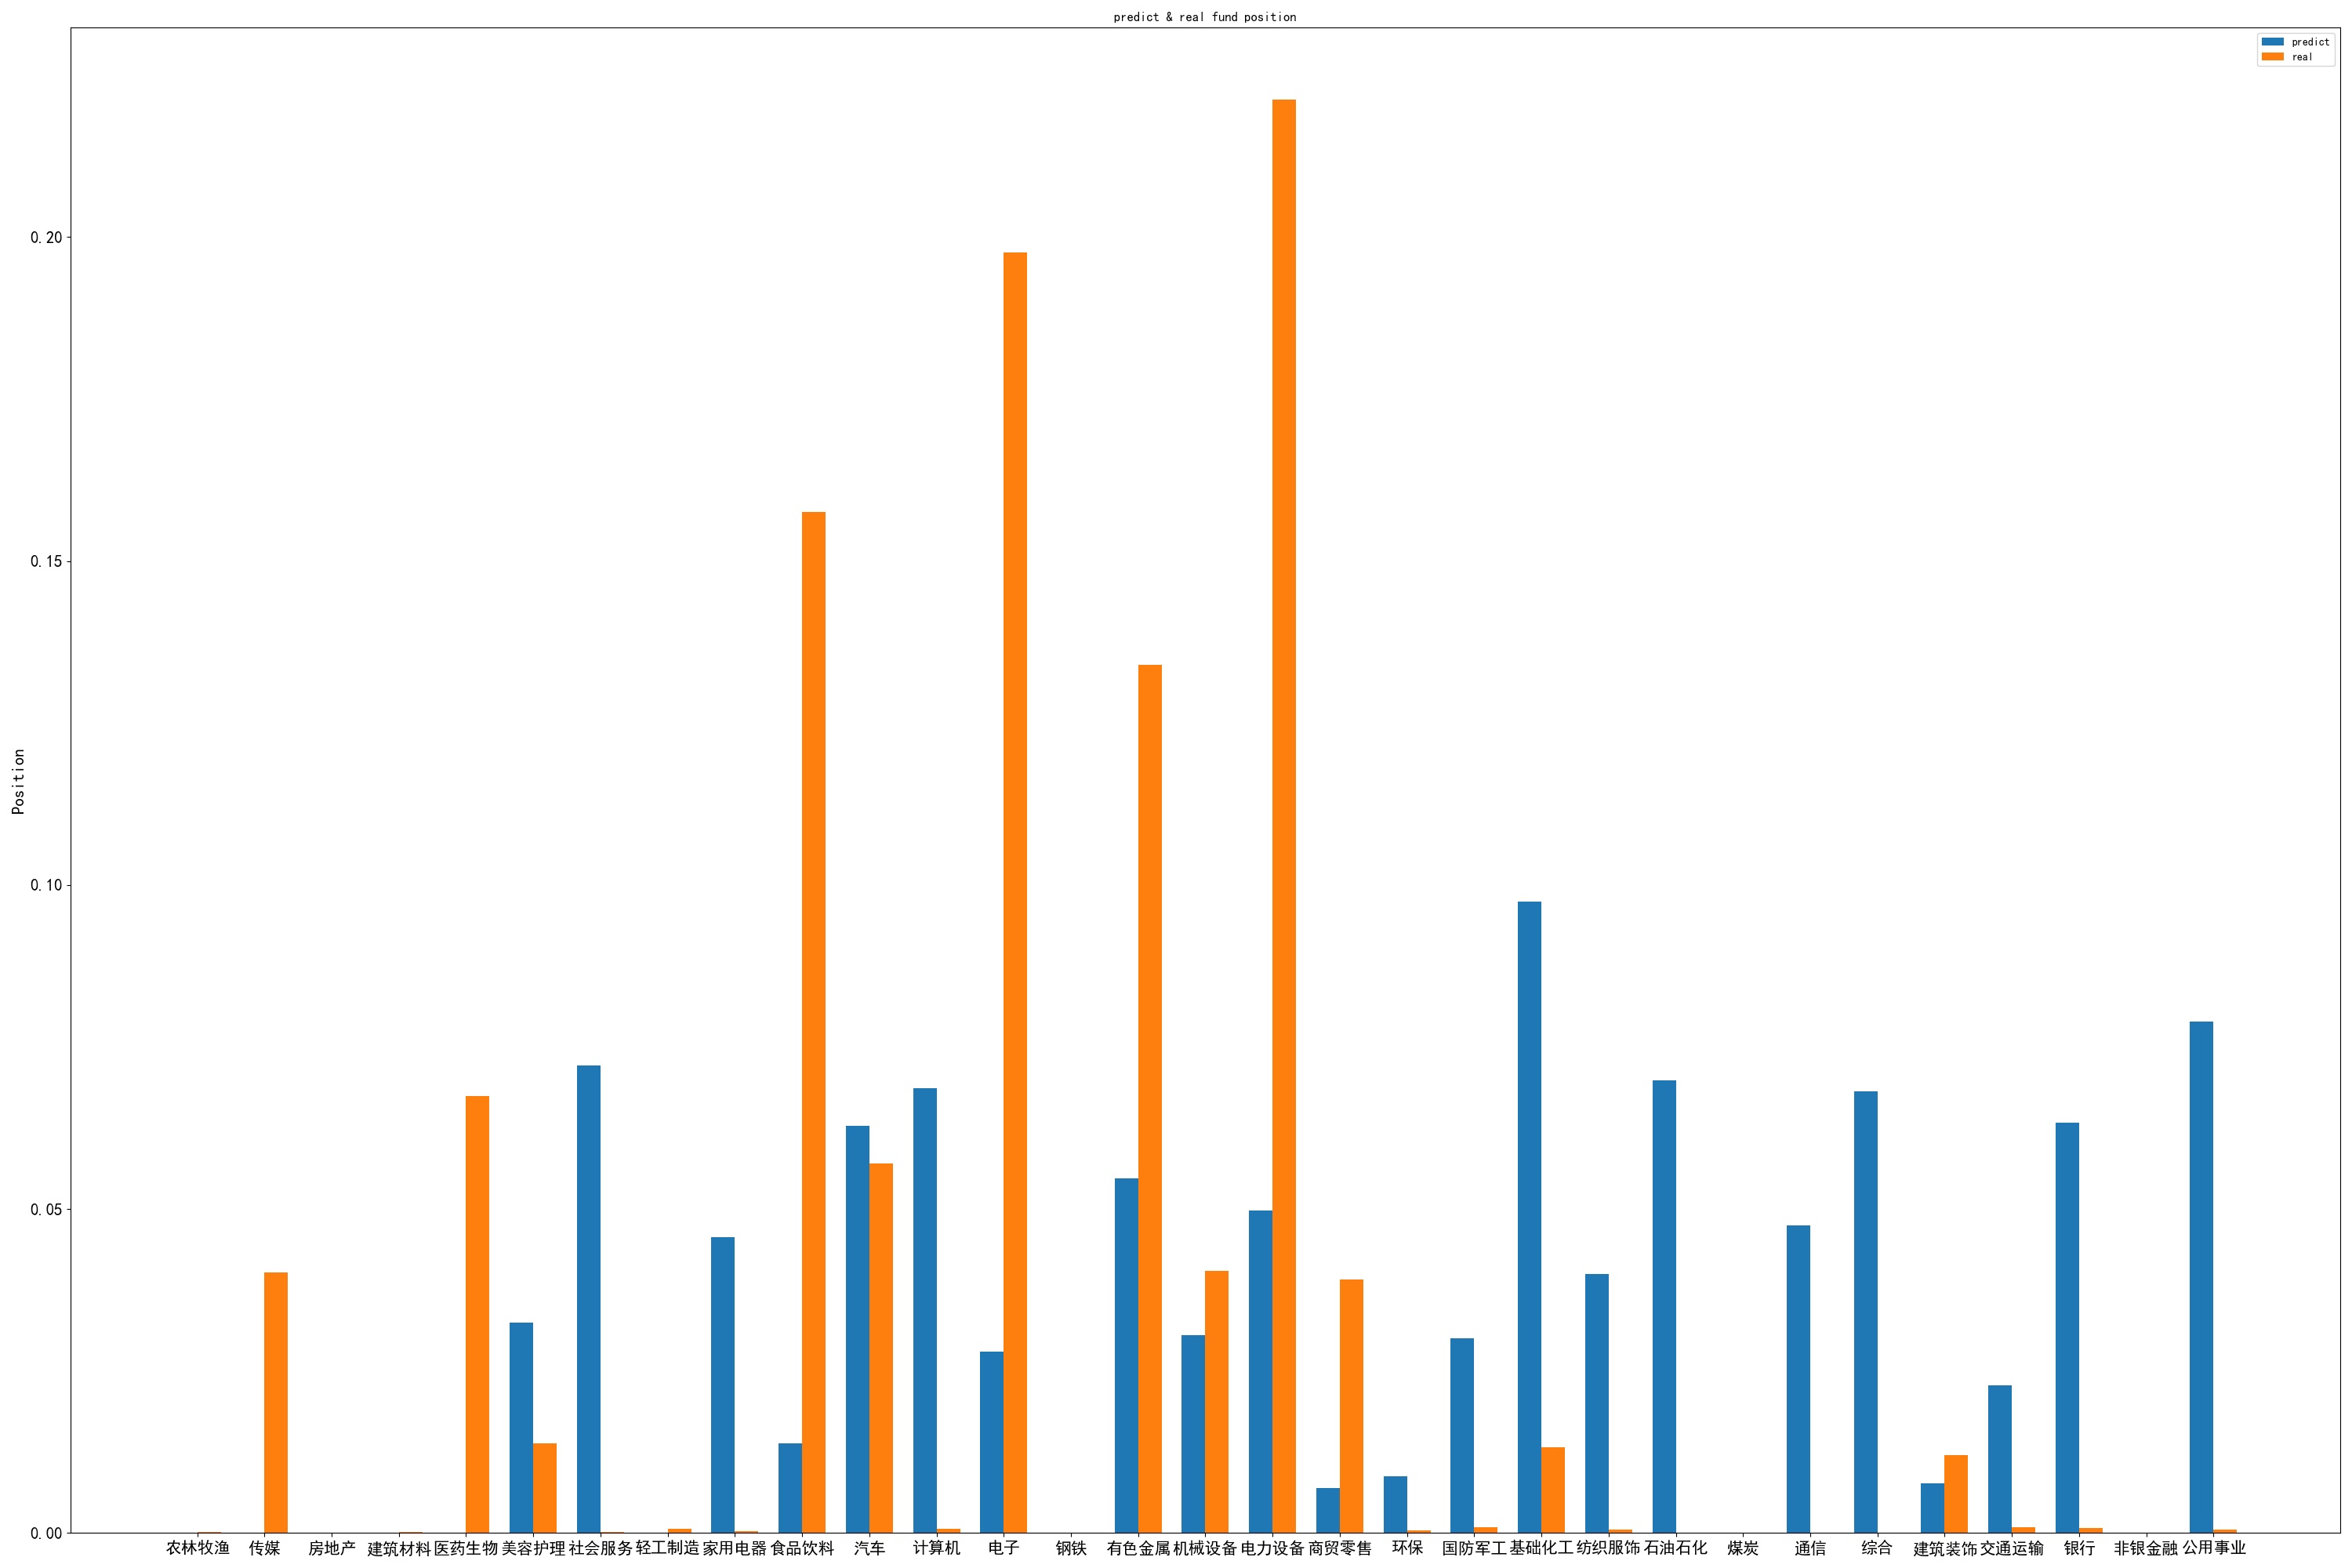 predict & real fund position
predict
real
Position
0.20
0.15
0.10
0.05
0.00
农林牧渔 传媒 房地产 建筑材料 医药生物 美容护理 社会服务 轻工制造 家用电器 食品饮料 汽车 计算机 电子 钢铁 有色金属 机械设备 电力设备 商贸零售 环保 国防军工 基础化工 纺织服饰 石油石化 煤炭 通信 综合 建筑装饰 交通运输 银行 非银金融 公用事业